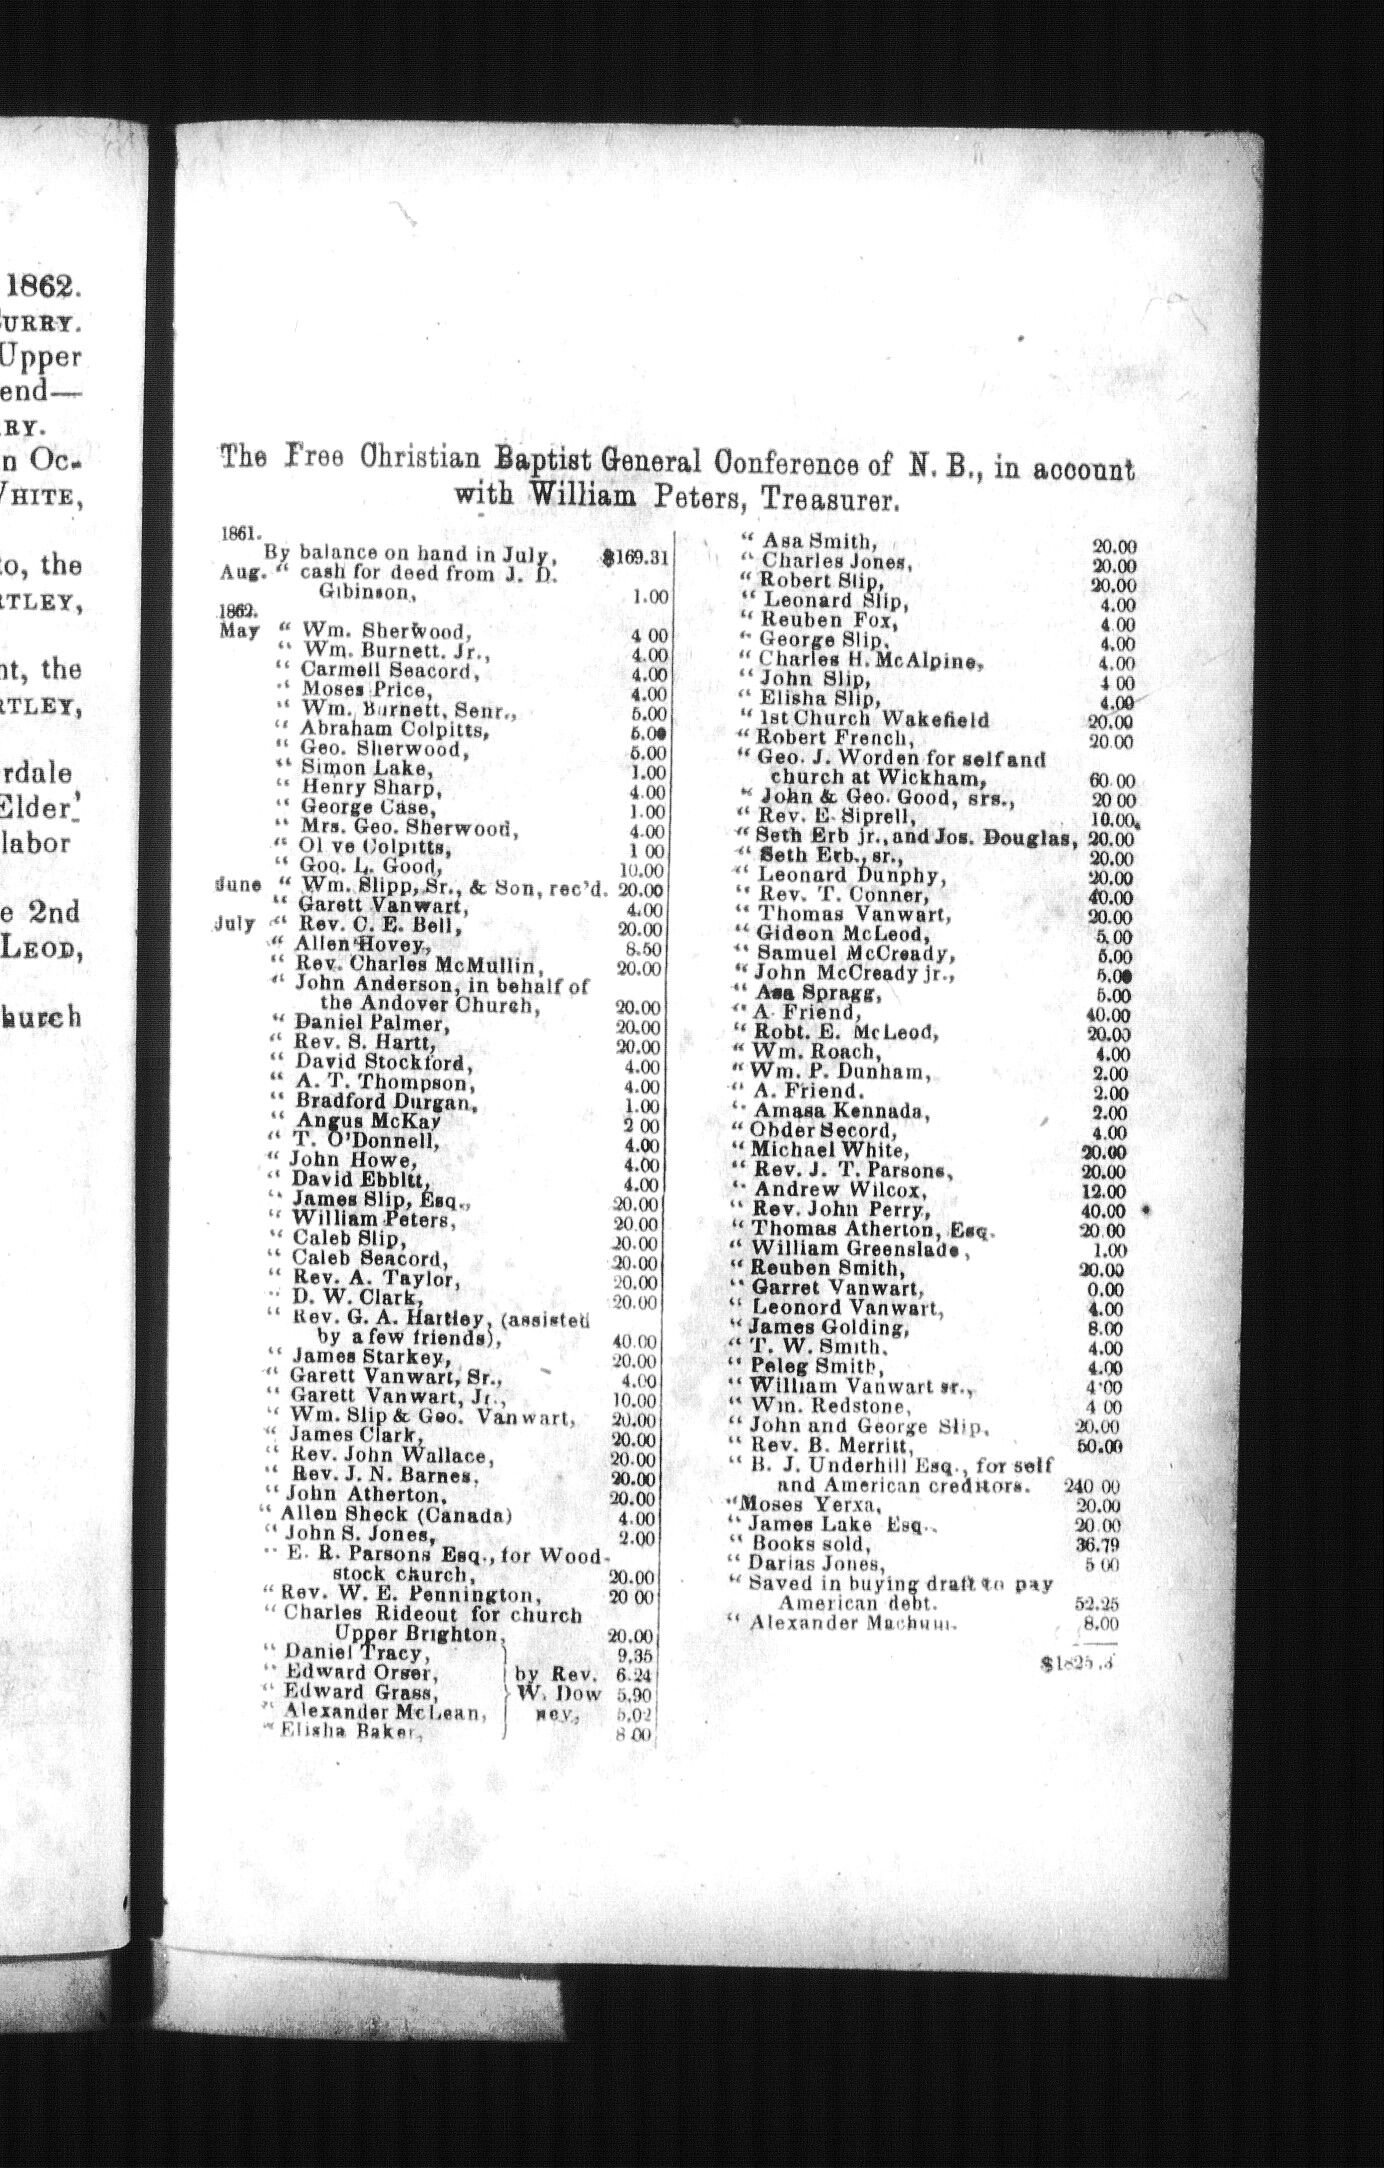 1862.
URRY.
Upper
end—
RY.
n Oc-
HITE,
to, the
RTLEY,
nt, the
RTLEY,
rdale
Elder
labor
e 2nd
LEOD,
hurch
The Free Christian Baptist General Conference of N. B., in account
with William Peters, Treasurer.
1861.
By balance on hand in July, $169.31
Aug. “ cash for deed from J. D.
Gibinson, 1.00
1862.
May “ Wm. Sherwood, 4 00
“ Wm. Burnett. Jr., 4.00
“ Carmell Seacord, 4.00
“ Moses Price, 4.00
“ Wm. Burnett, Senr., 5.00
“ Abraham Colpitts, 5.00
“ Geo. Sherwood, 5.00
“ Simon Lake, 1.00
“ Henry Sharp, 4.00
“ George Case, 1.00
“ Mrs. Geo. Sherwood, 4.00
“ Ol ve Colpitts, 1 00
“ Goo. L. Good, 10.00
June “ Wm. Slipp, Sr., & Son, rec'd. 20.00
“ Garett Vanwart, 4.00
July “ Rev. C. E. Bell, 20.00
“ Allen Hovey, 8.50
“ Rev. Charles McMullin, 20.00
“ John Anderson, in behalf of
the Andover Church, 20.00
“ Daniel Palmer, 20.00
“ Rev. S. Hartt, 20.00
“ David Stockford, 4.00
“ A. T. Thompson, 4.00
“ Bradford Durgan, 1.00
“ Angus McKay 2 00
“ T. O'Donnell, 4.00
“ John Howe, 4.00
“ David Ebbitt, 4.00
“ James Slip, Esq., 20.00
“ William Peters, 20.00
“ Caleb Slip, 20.00
“ Caleb Seacord, 20.00
“ Rev. A. Taylor, 20.00
“ D. W. Clark, 20.00
“ Rev. G. A. Hartley, (assisted
by a few friends), 40.00
“ James Starkey, 20.00
“ Garett Vanwart, Sr., 4.00
“ Garett Vanwart, Jr., 10.00
“ Wm. Slip & Geo. Vanwart, 20.00
“ James Clark, 20.00
“ Rev. John Wallace, 20.00
“ Rev. J. N. Barnes, 20.00
“ John Atherton, 20.00
“ Allen Sheck (Canada) 4.00
“ John S. Jones, 2.00
“ E. R. Parsons Esq., for Wood-
stock church, 20.00
“ Rev. W. E. Pennington, 20 00
“ Charles Rideout for church
Upper Brighton, 20.00
“ Daniel Tracy, 9.35
“ Edward Orser, by Rev. 6.24
“ Edward Grass, W. Dow 5.90
“ Alexander McLean, ney, 5.02
“ Elisha Baker, 8 00
“ Asa Smith, 20.00
“ Charles Jones, 20.00
“ Robert Slip, 20.00
“ Leonard Slip, 4.00
“ Reuben Fox, 4.00
“ George Slip, 4.00
“ Charles H. McAlpine, 4.00
“ John Slip, 4 00
“ Elisha Slip, 4.00
“ 1st Church Wakefield 20.00
“ Robert French, 20.00
“ Geo. J. Worden for self and
church at Wickham, 60.00
“ John & Geo. Good, srs., 20 00
“ Rev. E. Siprell, 10.00
“ Seth Erb jr., and Jos. Douglas, 20.00
“ Seth Erb., sr., 20.00
“ Leonard Dunphy, 20.00
“ Rev. T. Conner, 40.00
“ Thomas Vanwart, 20.00
“ Gideon McLeod, 5.00
“ Samuel McCready, 5.00
“ John McCready jr., 5.00
“ Asa Spragg, 5.00
“ A Friend, 40.00
“ Robt. E. McLeod, 20.00
“ Wm. Roach, 4.00
“ Wm. P. Dunham, 2.00
“ A. Friend. 2.00
“ Amasa Kennada, 2.00
“ Obder Secord, 4.00
“ Michael White, 20.00
“ Rev. J. T. Parsons, 20.00
“ Andrew Wilcox, 12.00
“ Rev. John Perry, 40.00
“ Thomas Atherton, Esq. 20.00
“ William Greenslade, 1.00
“ Reuben Smith, 20.00
“ Garret Vanwart, 0.00
“ Leonord Vanwart, 4.00
“ James Golding, 8.00
“ T. W. Smith. 4.00
“ Peleg Smith, 4.00
“ William Vanwart sr., 4.00
“ Wm. Redstone, 4 00
“ John and George Slip, 20.00
“ Rev. B. Merritt, 50.00
“ B. J. Underhill Esq., for self
and American creditors. 240 00
“ Moses Yerxa, 20.00
“ James Lake Esq., 20 00
“ Books sold, 36.79
“ Darias Jones, 5 00
“ Saved in buying draft to pay
American debt. 52.25
“ Alexander Machum. 8.00
$1825.3